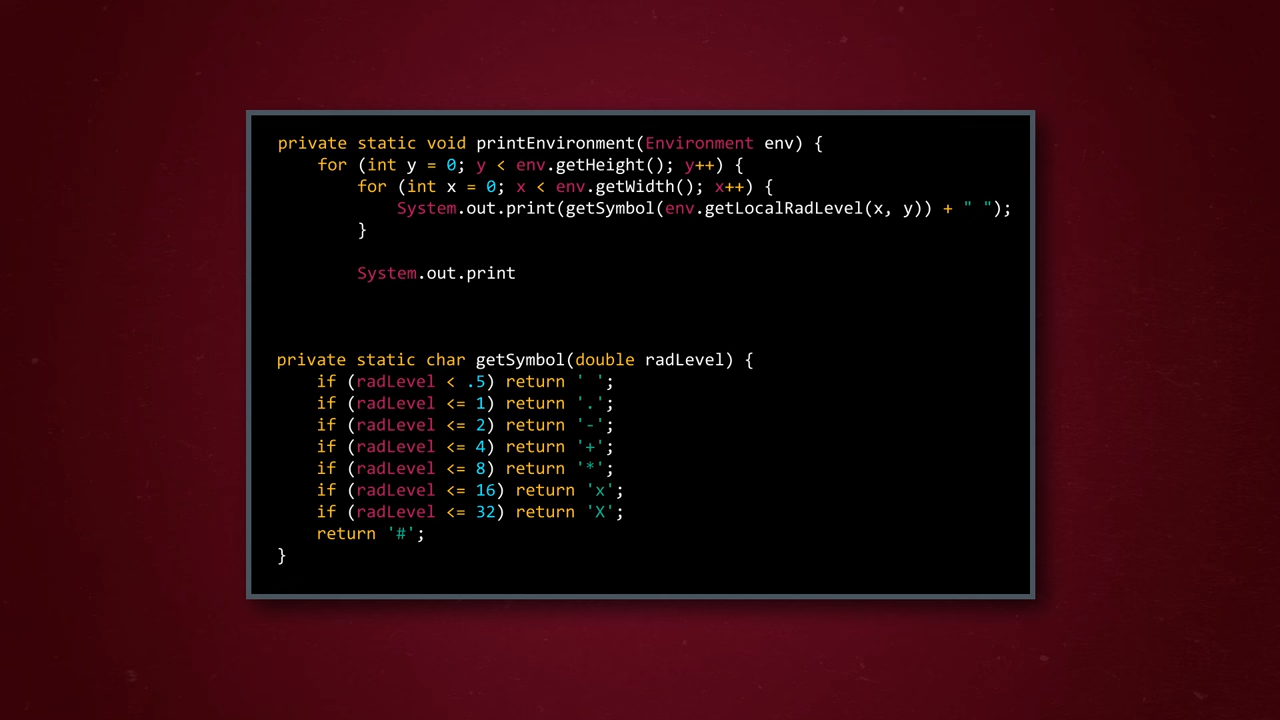 private static void printEnvironment(Environment env) {
    for (int y = 0; y < env.getHeight(); y++) {
        for (int x = 0; x < env.getWidth(); x++) {
            System.out.print(getSymbol(env.getLocalRadLevel(x, y)) + " ");
        }
        System.out.print
private static char getSymbol(double radLevel) {
    if (radLevel < .5) return ' ';
    if (radLevel <= 1) return '.';
    if (radLevel <= 2) return '-';
    if (radLevel <= 4) return '+';
    if (radLevel <= 8) return '*';
    if (radLevel <= 16) return 'x';
    if (radLevel <= 32) return 'X';
    return '#';
}